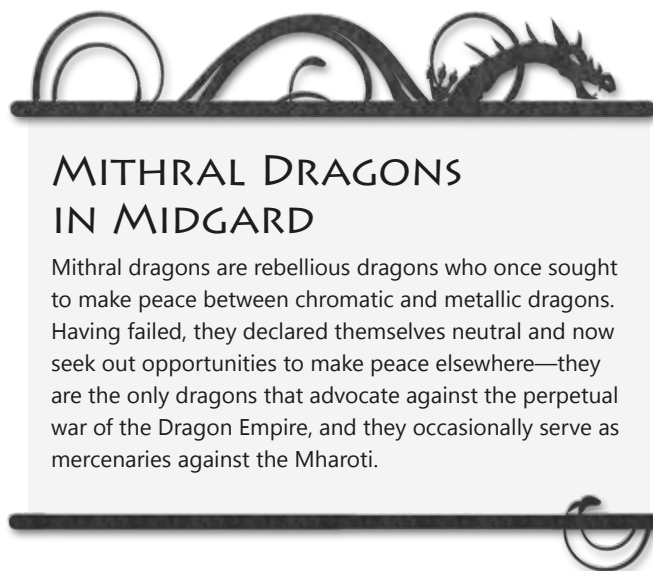 Mithral Dragons
in Midgard
Mithral dragons are rebellious dragons who once sought
to make peace between chromatic and metallic dragons.
Having failed, they declared themselves neutral and now
seek out opportunities to make peace elsewhere—they
are the only dragons that advocate against the perpetual
war of the Dragon Empire, and they occasionally serve as
mercenaries against the Mharoti.